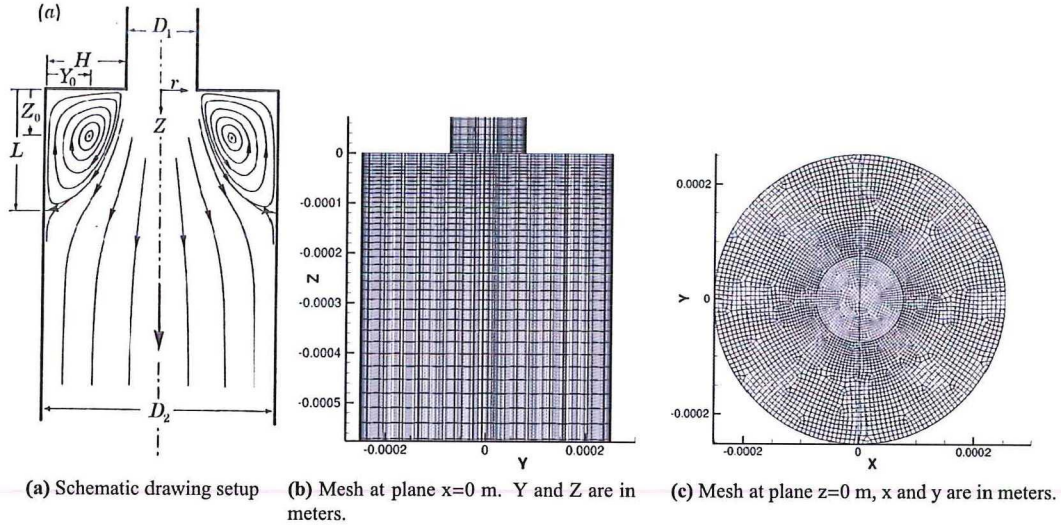 (a)
D₁
H
Y₀
r
Z₀
Z
L
D₂
0
-0.0001
-0.0002
-0.0003
-0.0004
-0.0005
Z
-0.0002
0
0.0002
Y
0.0002
0
-0.0002
Y
-0.0002
0
0.0002
X
(a) Schematic drawing setup
(b) Mesh at plane x=0 m. Y and Z are in
meters.
(c) Mesh at plane z=0 m, x and y are in meters.